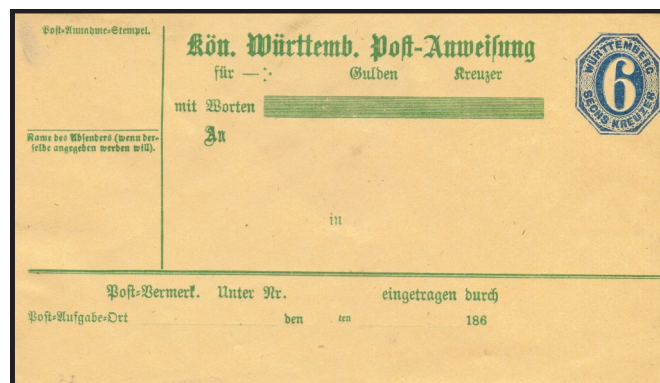 Post-Annahme-Stempel.
Kön. Württemb. Post-Anweisung
für — Gulden Kreuzer
mit Worten
An
Name des Absenders (wenn der-
selbe angegeben werden will).
in
WÜRTTEMBERG
6
SECHS KREUZER
Post-Vermerk. Unter Nr. eingetragen durch
Post-Aufgabe-Ort den ten 186